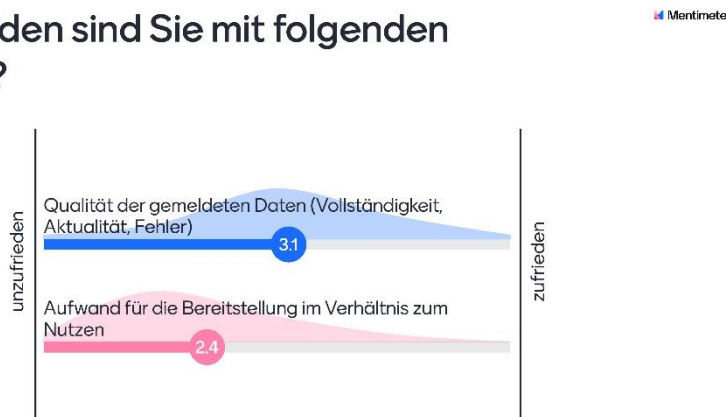 den sind Sie mit folgenden
?
Mentimete
unzufrieden
Qualität der gemeldeten Daten (Vollständigkeit,
Aktualität, Fehler)
3.1
Aufwand für die Bereitstellung im Verhältnis zum
Nutzen
2.4
zufrieden